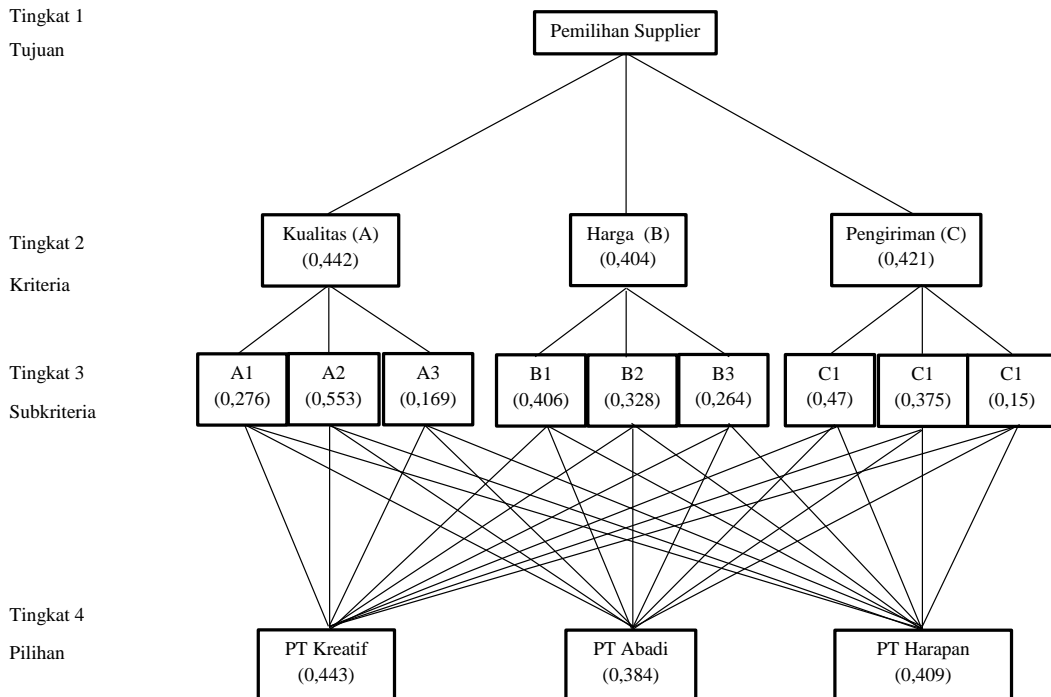 Tingkat 1
Tujuan
Pemilihan Supplier
Tingkat 2
Kriteria
Kualitas (A)
(0,442)
Harga (B)
(0,404)
Pengiriman (C)
(0,421)
Tingkat 3
Subkriteria
A1
(0,276)
A2
(0,553)
A3
(0,169)
B1
(0,406)
B2
(0,328)
B3
(0,264)
C1
(0,47)
C1
(0,375)
C1
(0,15)
Tingkat 4
Pilihan
PT Kreatif
(0,443)
PT Abadi
(0,384)
PT Harapan
(0,409)